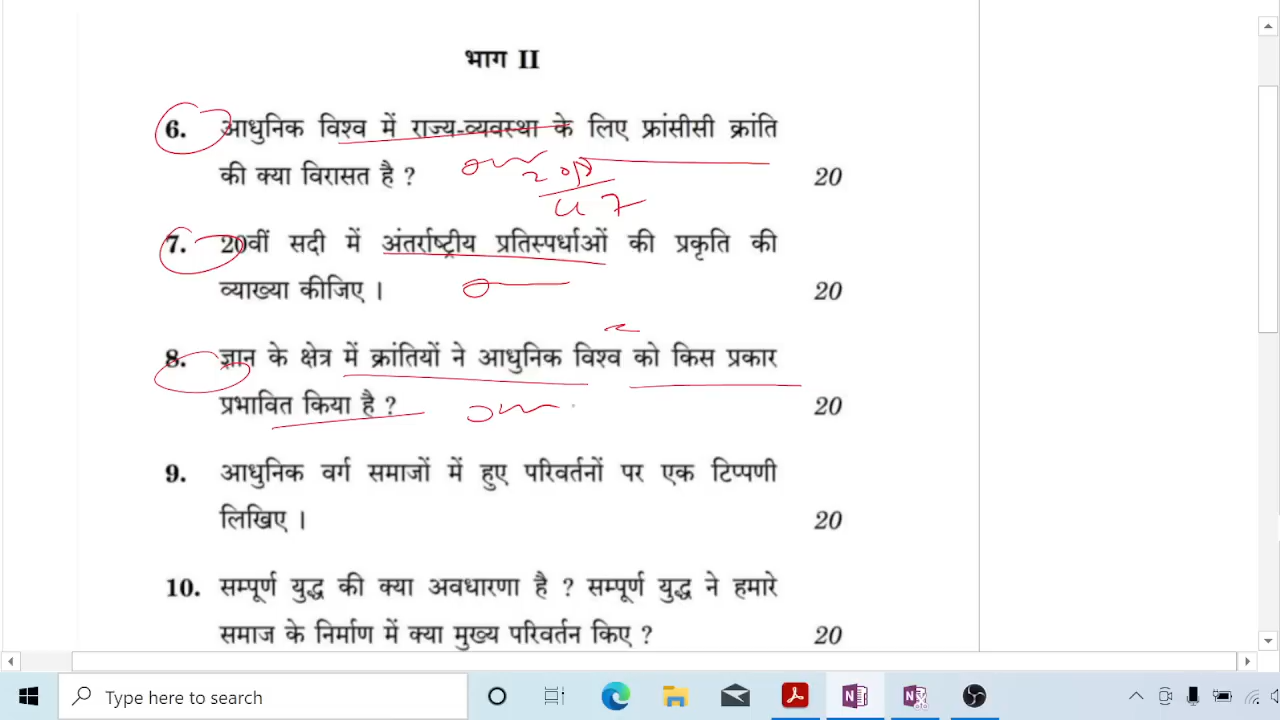 भाग II
6. आधुनिक विश्व में राज्य-व्यवस्था के लिए फ्रांसीसी क्रांति
की क्या विरासत है ? 20
7. 20वीं सदी में अंतर्राष्ट्रीय प्रतिस्पर्धाओं की प्रकृति की
व्याख्या कीजिए । 20
8. ज्ञान के क्षेत्र में क्रांतियों ने आधुनिक विश्व को किस प्रकार
प्रभावित किया है ? 20
9. आधुनिक वर्ग समाजों में हुए परिवर्तनों पर एक टिप्पणी
लिखिए । 20
10. सम्पूर्ण युद्ध की क्या अवधारणा है ? सम्पूर्ण युद्ध ने हमारे
समाज के निर्माण में क्या मुख्य परिवर्तन किए ? 20
Type here to search